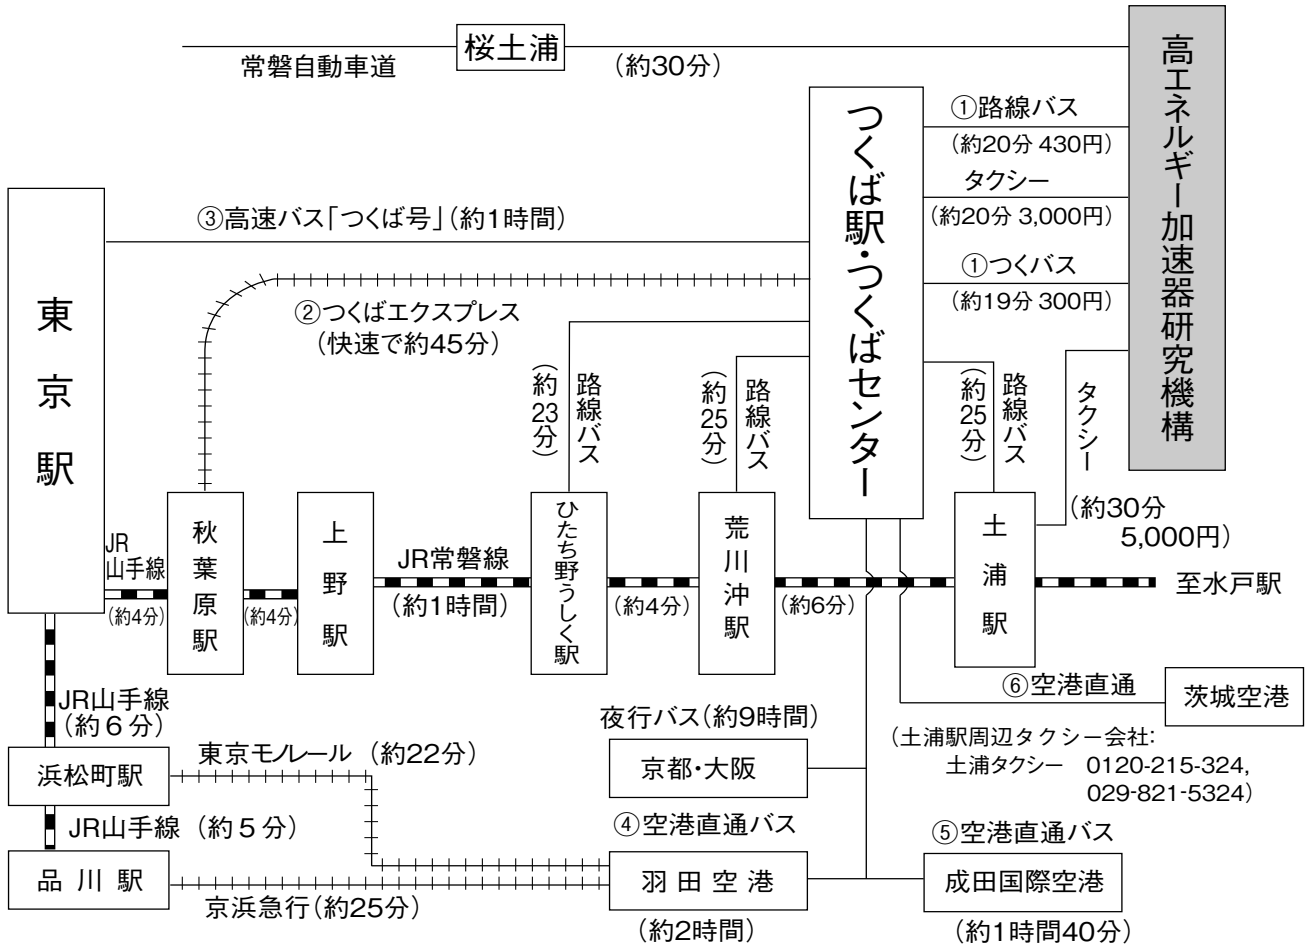 桜土浦
常磐自動車道
（約30分）
高エネルギー加速器研究機構
つくば駅・つくばセンター
①路線バス
（約20分 430円）
タクシー
（約20分 3,000円）
①つくバス
（約19分 300円）
東京駅
③高速バス「つくば号」（約1時間）
②つくばエクスプレス
（快速で約45分）
路線バス
（約23分）
路線バス
（約25分）
路線バス
（約25分）
タクシー
（約30分
5,000円）
JR
山手線
（約4分）
秋葉原駅
（約4分）
上野駅
JR常磐線
（約1時間）
ひたち野うしく駅
（約4分）
荒川沖駅
（約6分）
土浦駅
至水戸駅
JR山手線
（約６分）
⑥空港直通
茨城空港
夜行バス（約9時間）
京都・大阪
（土浦駅周辺タクシー会社：
土浦タクシー　0120-215-324,
029-821-5324）
浜松町駅
東京モノレール （約22分）
JR山手線 （約５分）
④空港直通バス
⑤空港直通バス
品川駅
京浜急行（約25分）
羽田空港
（約2時間）
成田国際空港
（約1時間40分）